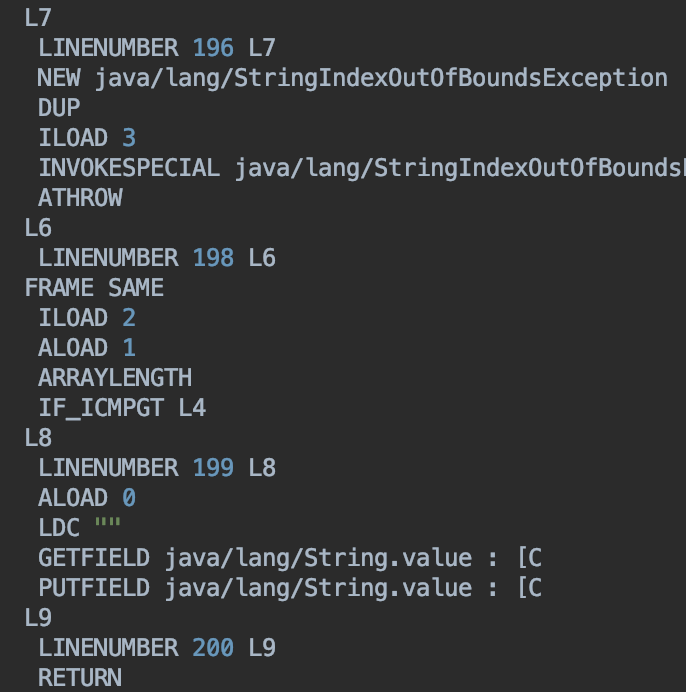 L7
LINENUMBER 196 L7
NEW java/lang/StringIndexOutOfBoundsException
DUP
ILOAD 3
INVOKESPECIAL java/lang/StringIndexOutOfBounds
ATHROW
L6
LINENUMBER 198 L6
FRAME SAME
ILOAD 2
ALOAD 1
ARRAYLENGTH
IF_ICMPGT L4
L8
LINENUMBER 199 L8
ALOAD 0
LDC ""
GETFIELD java/lang/String.value : [C
PUTFIELD java/lang/String.value : [C
L9
LINENUMBER 200 L9
RETURN